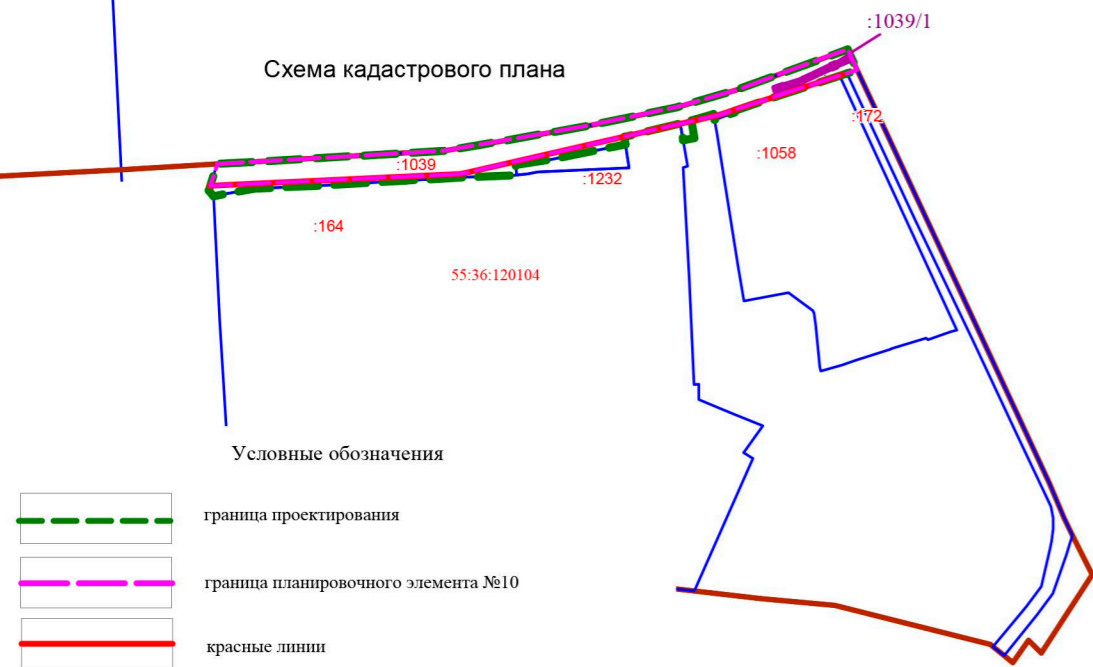 :1039/1
Схема кадастрового плана
:172
:1058
:1039
:1232
:164
55:36:120104
Условные обозначения
граница проектирования
граница планировочного элемента №10
красные линии